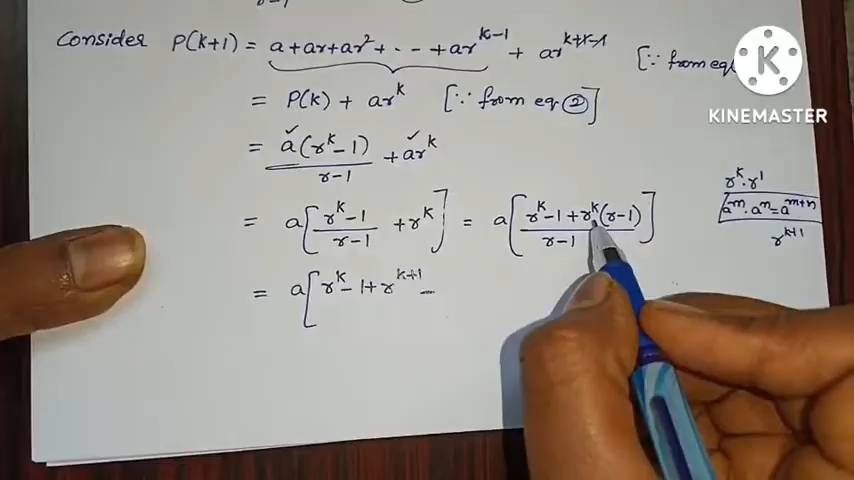 Consider P(k+1) = a+ar+ar²+...+ar^{k-1} + ar^{k+1-1} [∵ from eq
= P(k) + ar^k [∵ from eq ②]
= a(r^k-1)/(r-1) + ar^k
= a[(r^k-1)/(r-1) + r^k] = a[(r^k-1+r^k(r-1))/(r-1)]
= a[r^k-1+r^{k+1} -
r^k·r^1
a^m·a^n=a^{m+n}
r^{k+1}
K
KINEMASTER